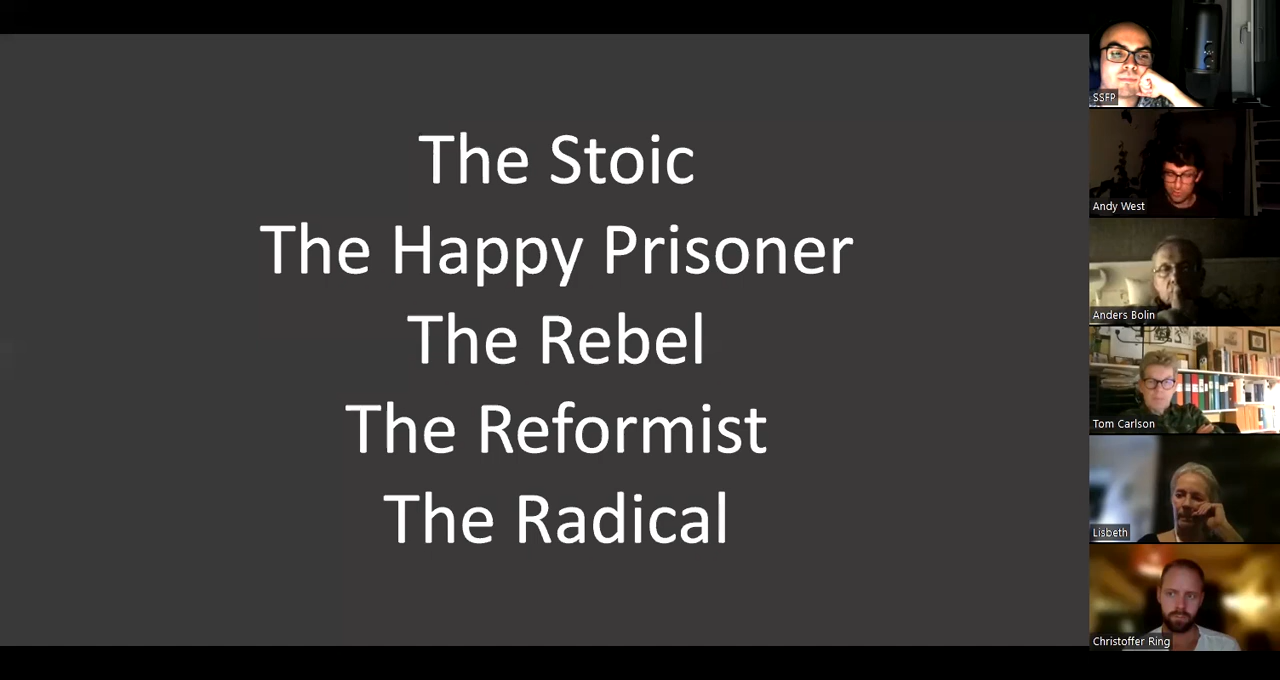 The Stoic
The Happy Prisoner
The Rebel
The Reformist
The Radical
SSFP
Andy West
Anders Bolin
Tom Carlson
Lisbeth
Christoffer Ring